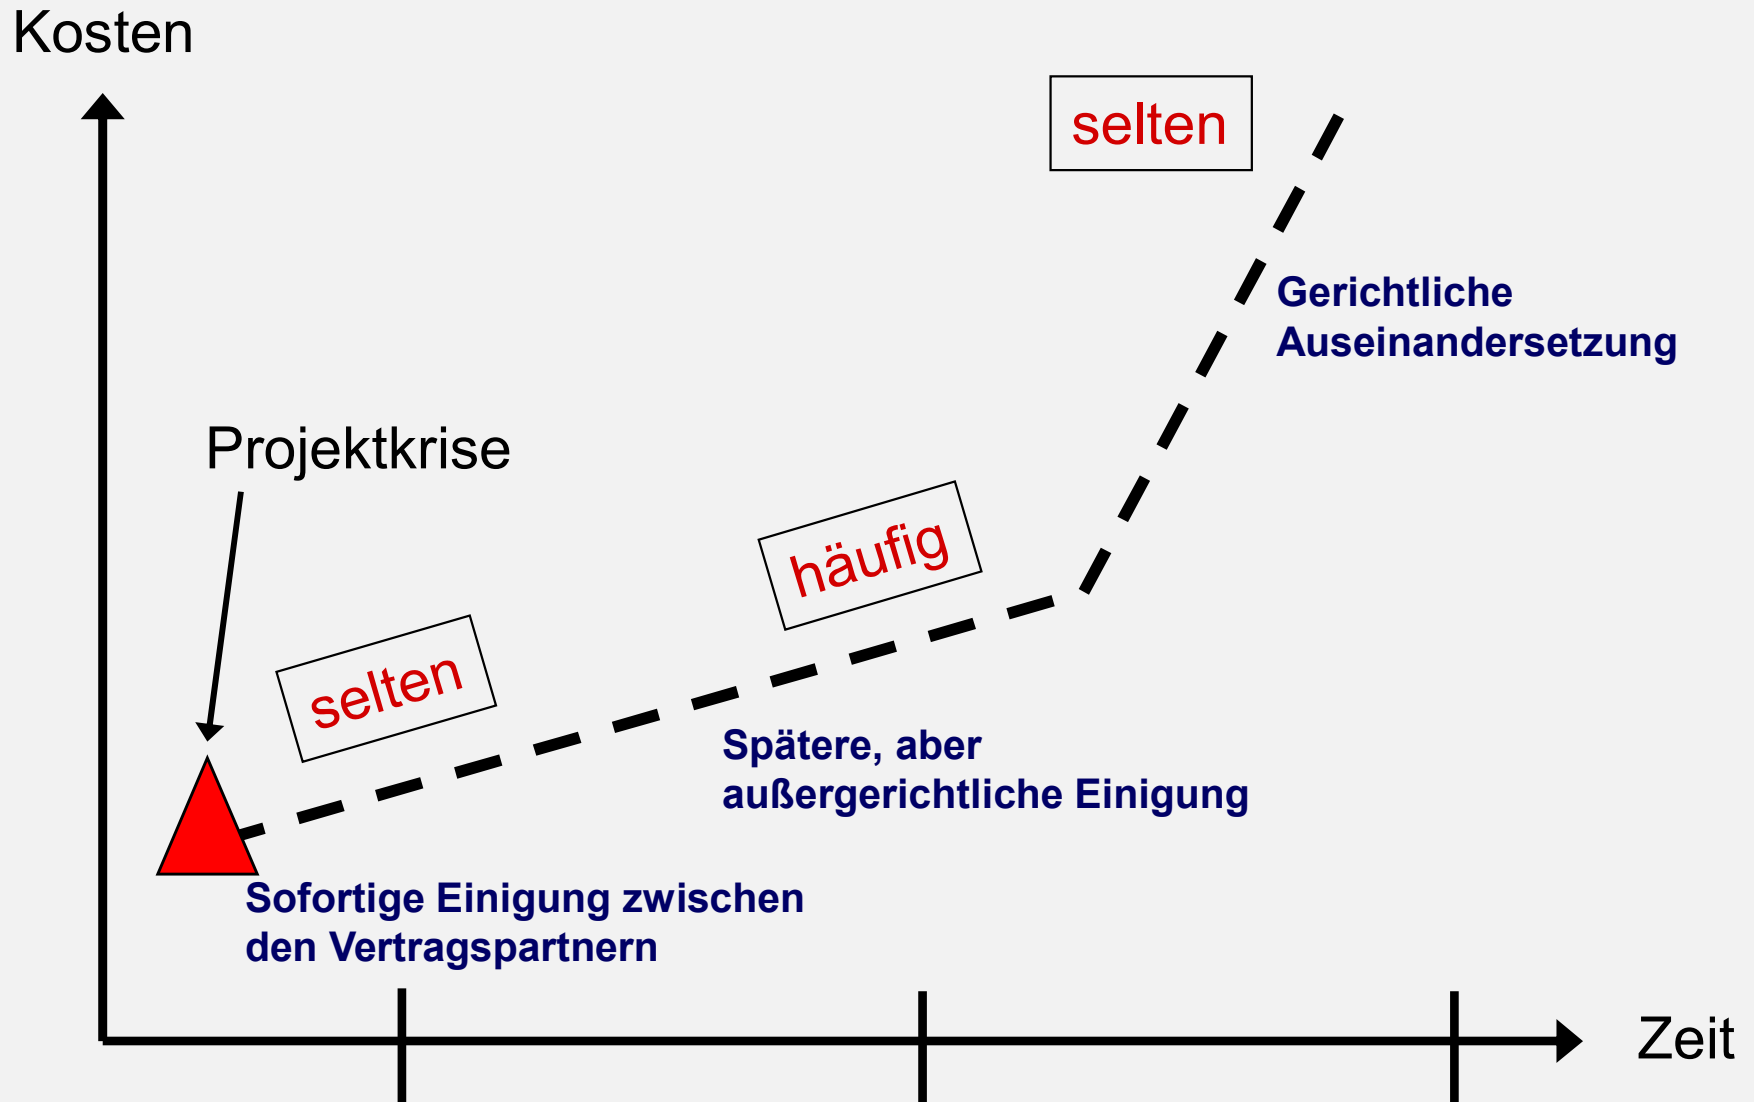 Kosten
selten
Gerichtliche
Auseinandersetzung
Projektkrise
häufig
selten
Spätere, aber
außergerichtliche Einigung
Sofortige Einigung zwischen
den Vertragspartnern
Zeit